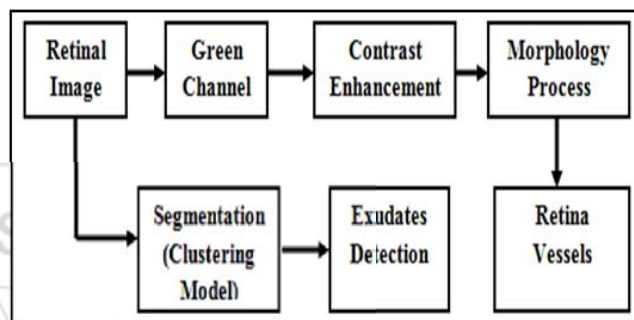 Retinal
Image
Green
Channel
Contrast
Enhancement
Morphology
Process
Segmentation
(Clustering
Model)
Exudates
Detection
Retina
Vessels